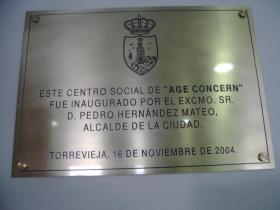 ESTE CENTRO SOCIAL DE "AGE CONCERN"
FUE INAUGURADO POR EL EXCMO. SR.
D. PEDRO HERNÁNDEZ MATEO,
ALCALDE DE LA CIUDAD.
TORREVIEJA, 16 DE NOVIEMBRE DE 2004.